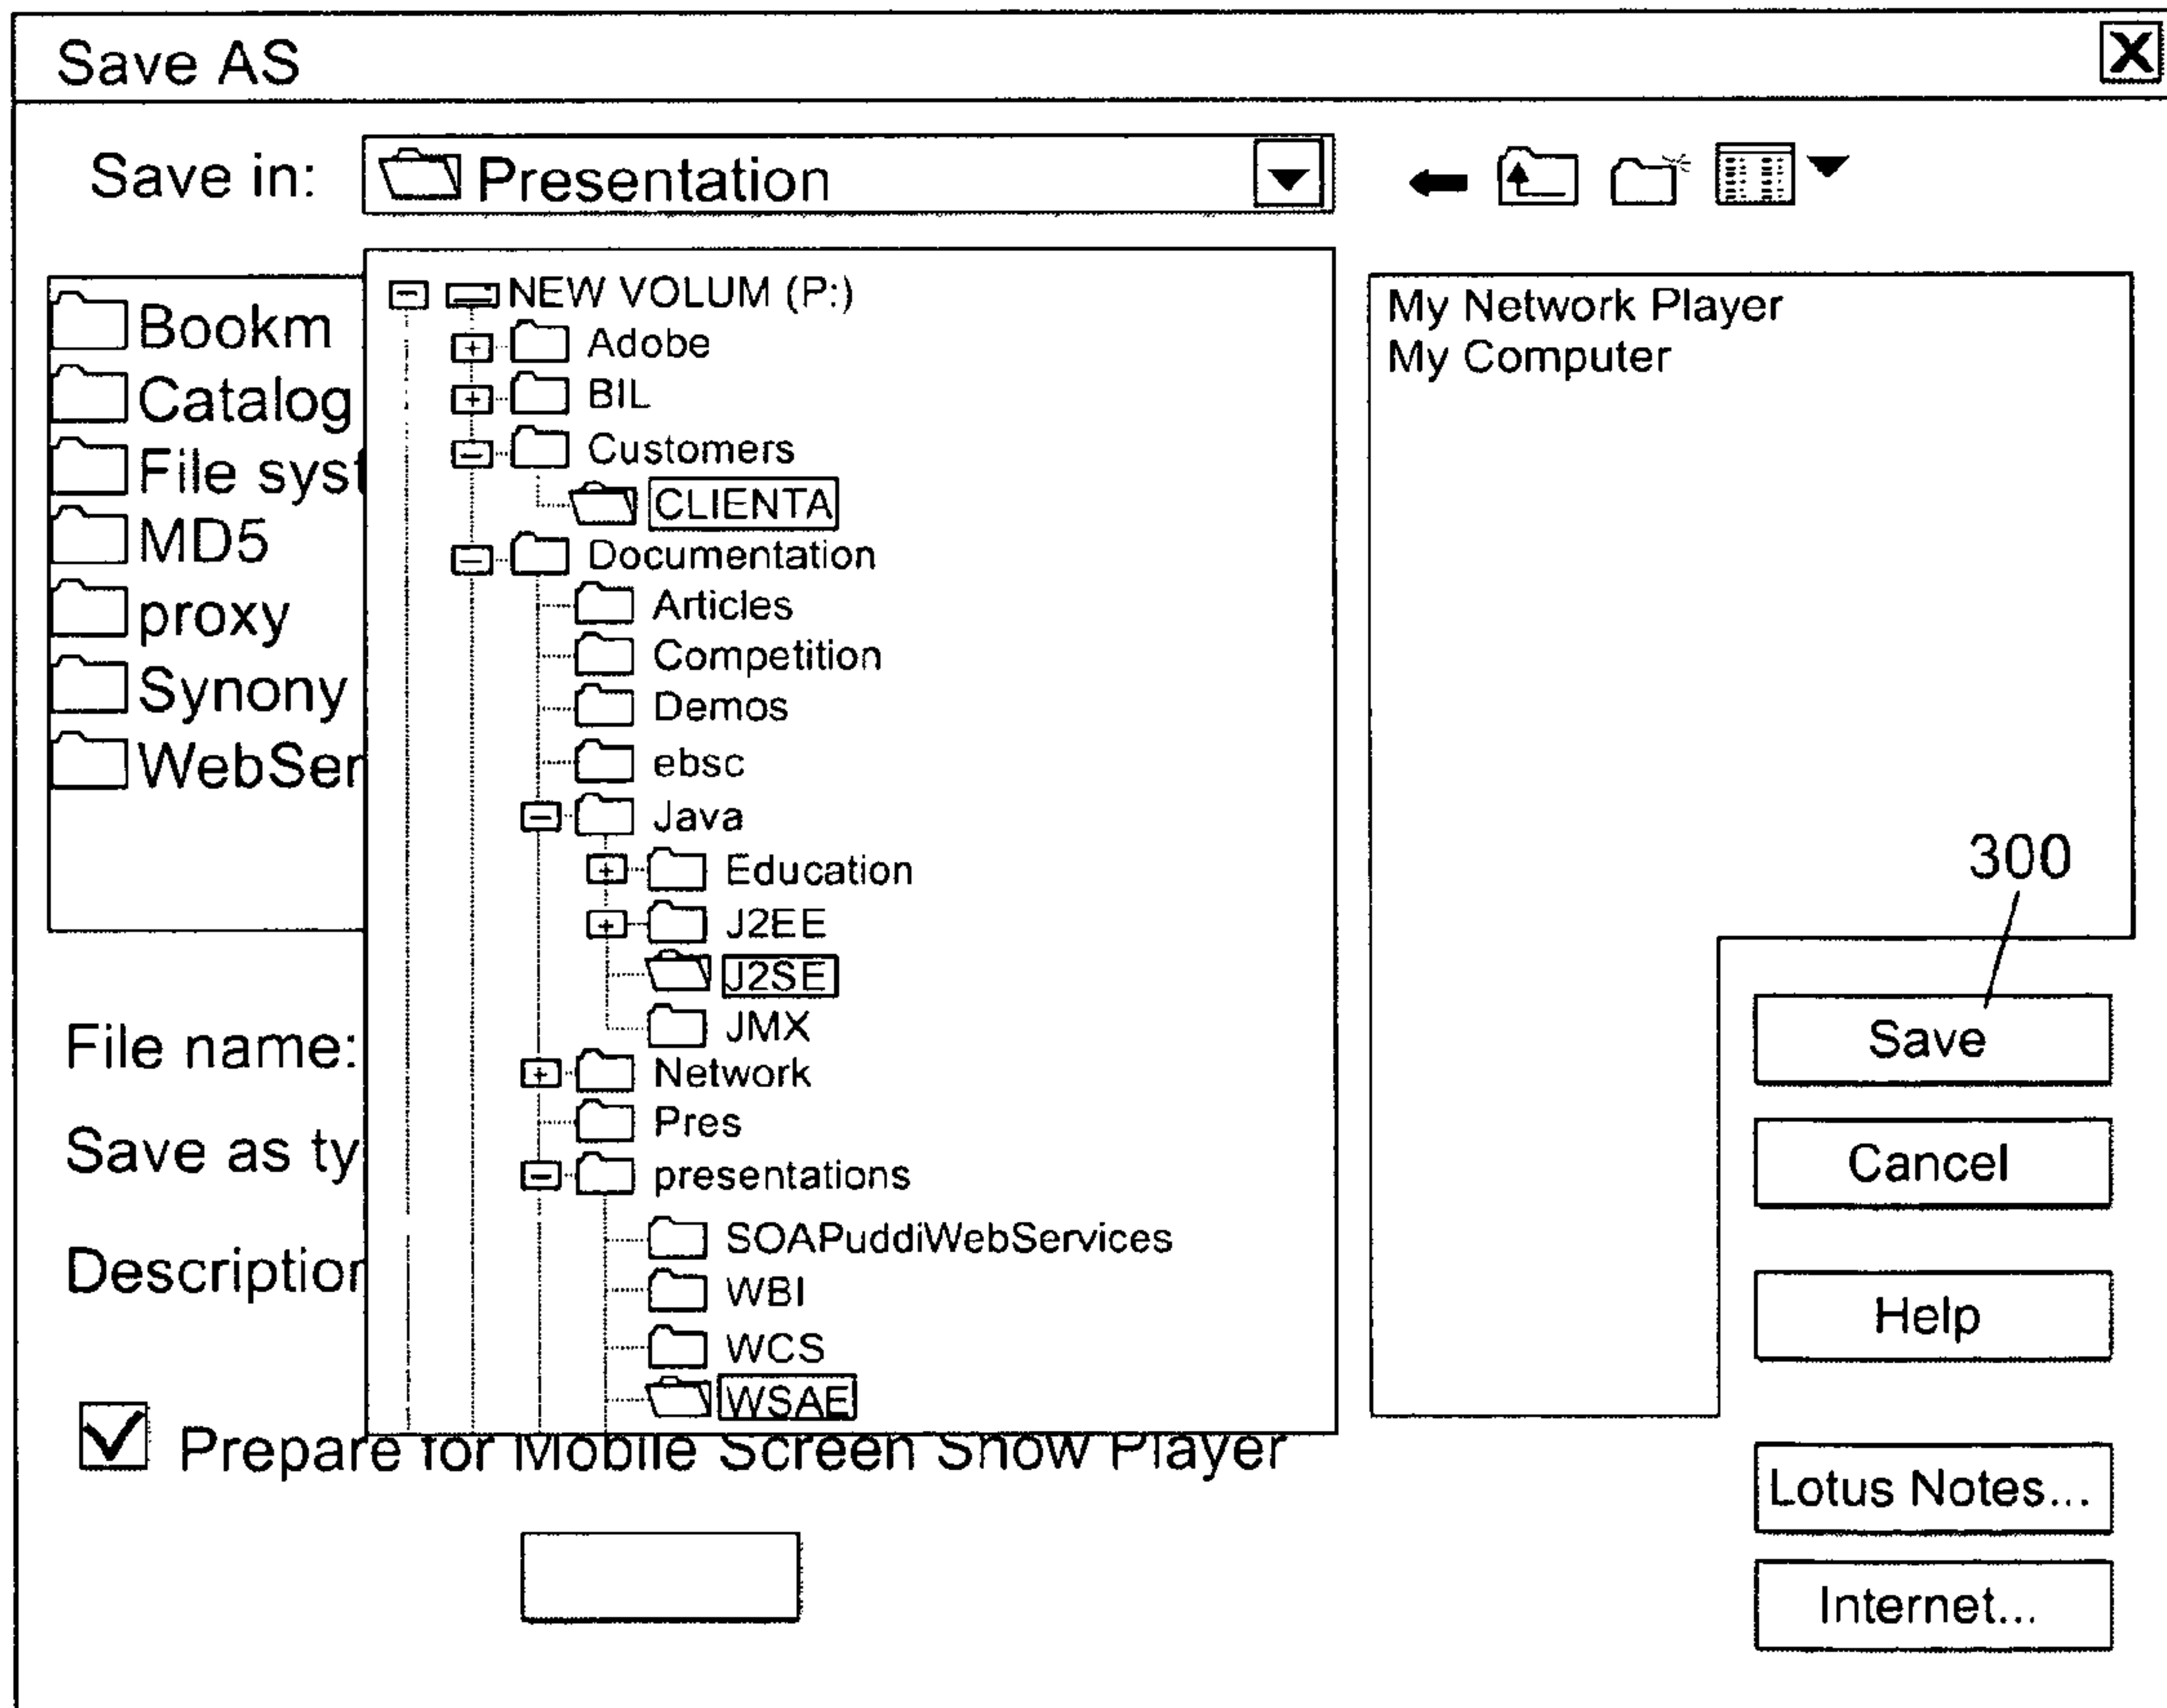 Save AS
Save in: Presentation
Bookm
Catalog
File syst
MD5
proxy
Synony
WebSer
NEW VOLUM (P:)
Adobe
BIL
Customers
CLIENTA
Documentation
Articles
Competition
Demos
ebsc
Java
Education
J2EE
J2SE
JMX
Network
Pres
presentations
SOAPuddiWebServices
WBI
WCS
WSAE
My Network Player
My Computer
300
File name:
Save as ty
Description
Prepare for Mobile Screen Show Player
Save
Cancel
Help
Lotus Notes...
Internet...